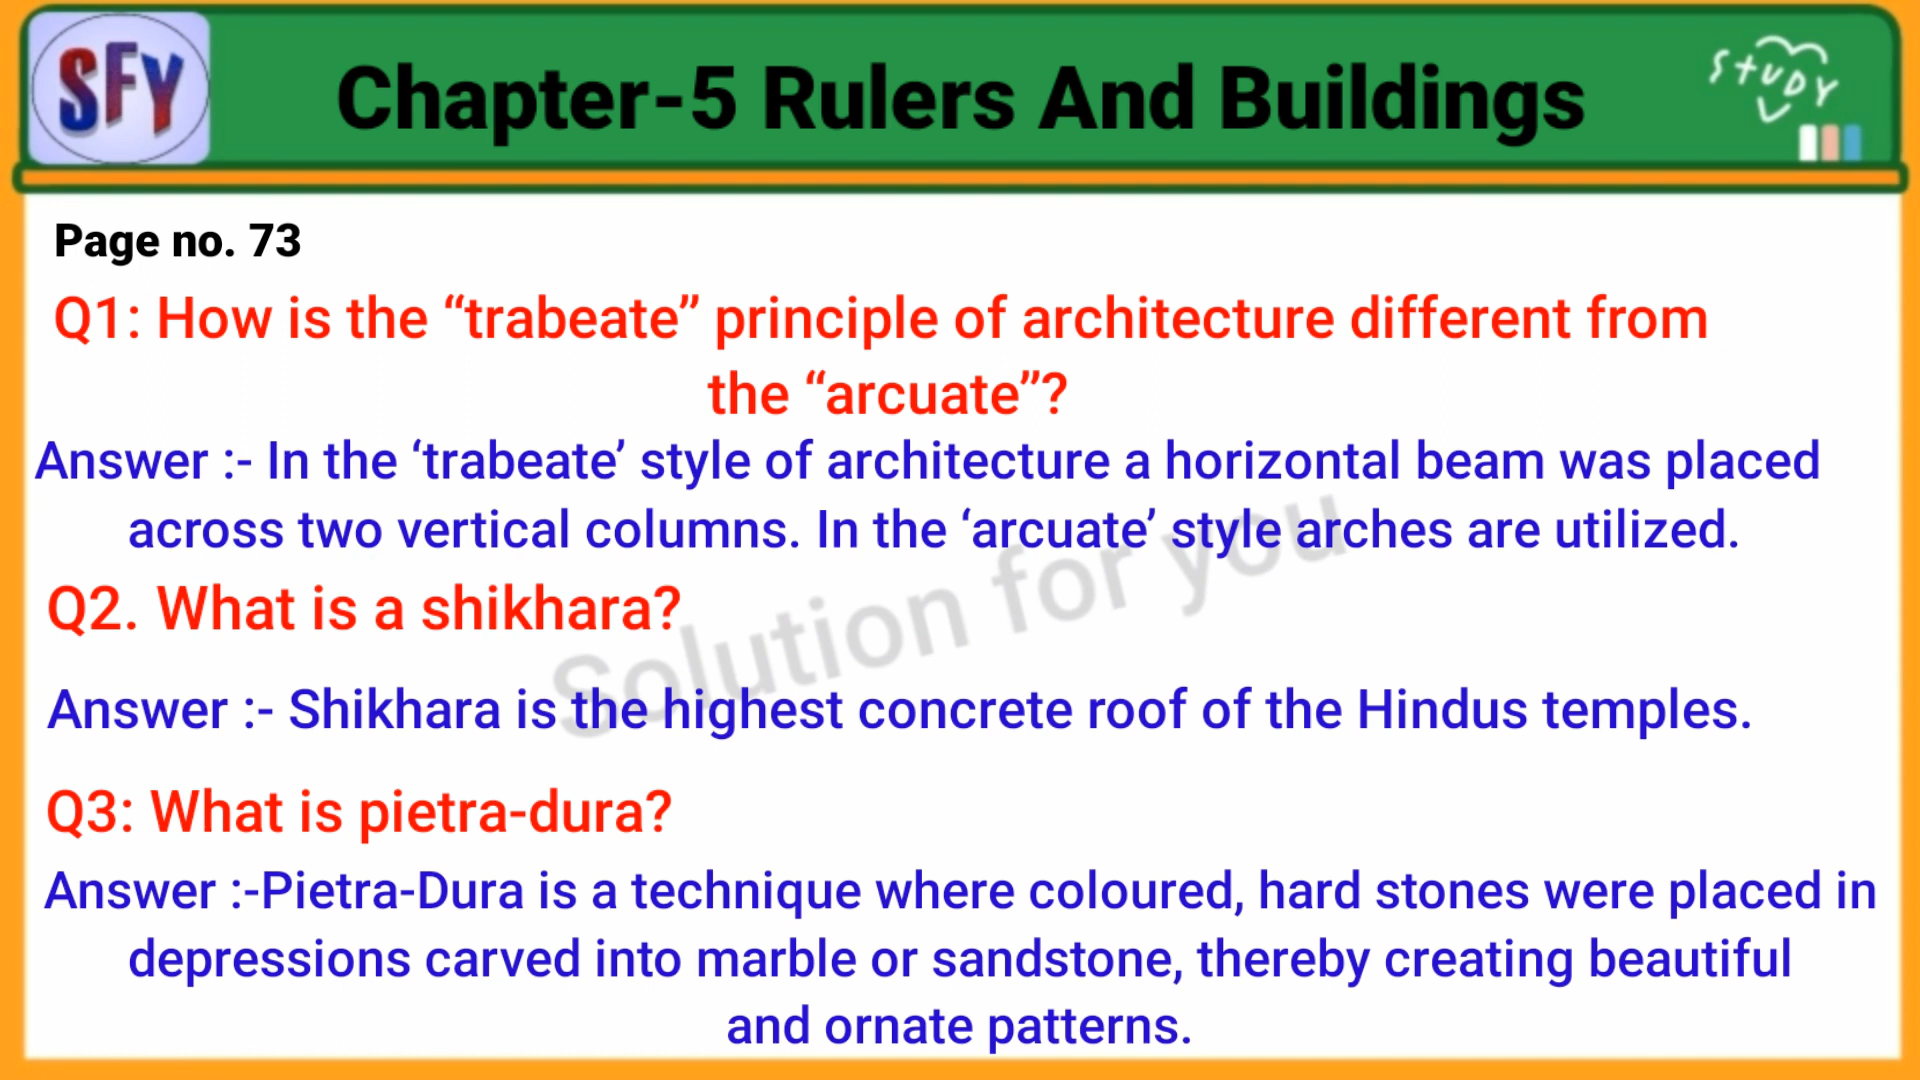 SFY
Chapter-5 Rulers And Buildings
STUDY
Page no. 73
Q1: How is the “trabeate” principle of architecture different from
the “arcuate”?
Answer :- In the ‘trabeate’ style of architecture a horizontal beam was placed
across two vertical columns. In the ‘arcuate’ style arches are utilized.
Q2. What is a shikhara?
Solution for you
Answer :- Shikhara is the highest concrete roof of the Hindus temples.
Q3: What is pietra-dura?
Answer :-Pietra-Dura is a technique where coloured, hard stones were placed in
depressions carved into marble or sandstone, thereby creating beautiful
and ornate patterns.